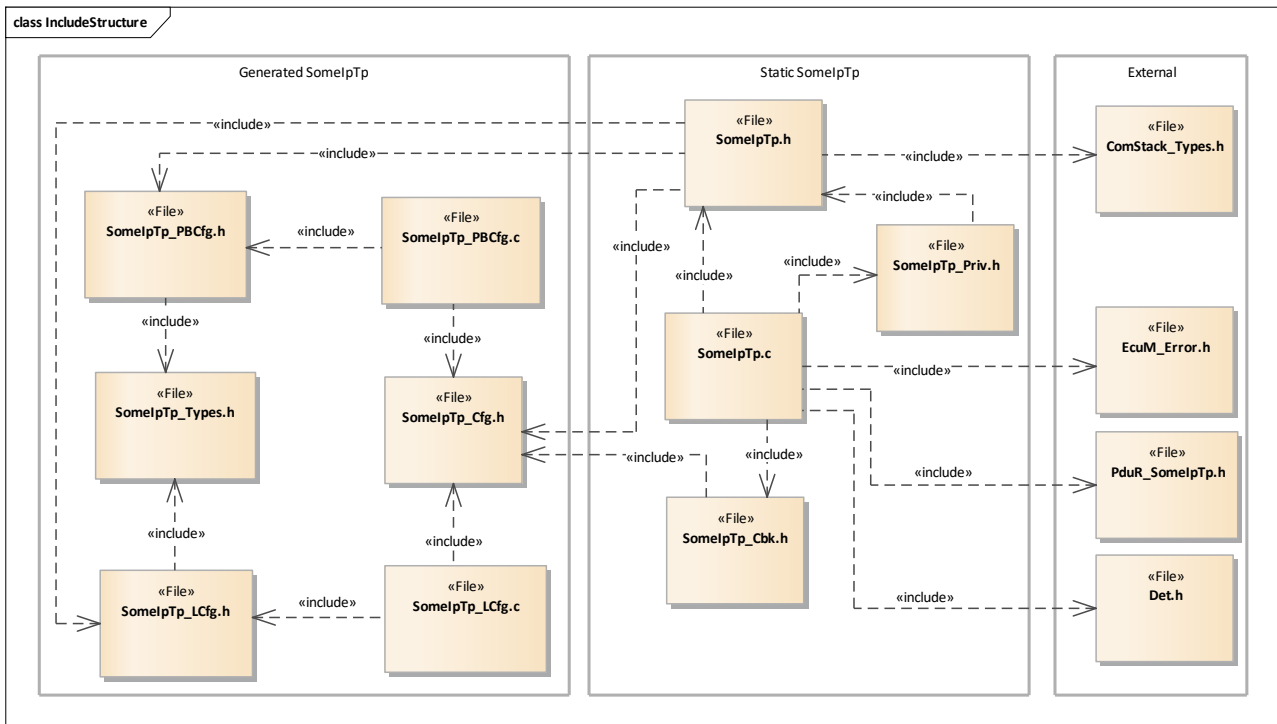 class IncludeStructure
Generated SomeIpTp
Static SomeIpTp
External
«File»
SomeIpTp.h
«File»
ComStack_Types.h
«include»
«include»
«include»
«include»
«include»
«File»
SomeIpTp_PBCfg.h
«File»
SomeIpTp_PBCfg.c
«include»
«include»
«File»
SomeIpTp_Priv.h
«include»
«include»
«include»
«include»
«File»
SomeIpTp.c
«File»
EcuM_Error.h
«include»
«File»
SomeIpTp_Types.h
«File»
SomeIpTp_Cfg.h
«include»
«include»
«include»
«File»
PduR_SomeIpTp.h
«File»
SomeIpTp_Cbk.h
«include»
«include»
«File»
SomeIpTp_LCfg.h
«include»
«File»
SomeIpTp_LCfg.c
«include»
«File»
Det.h